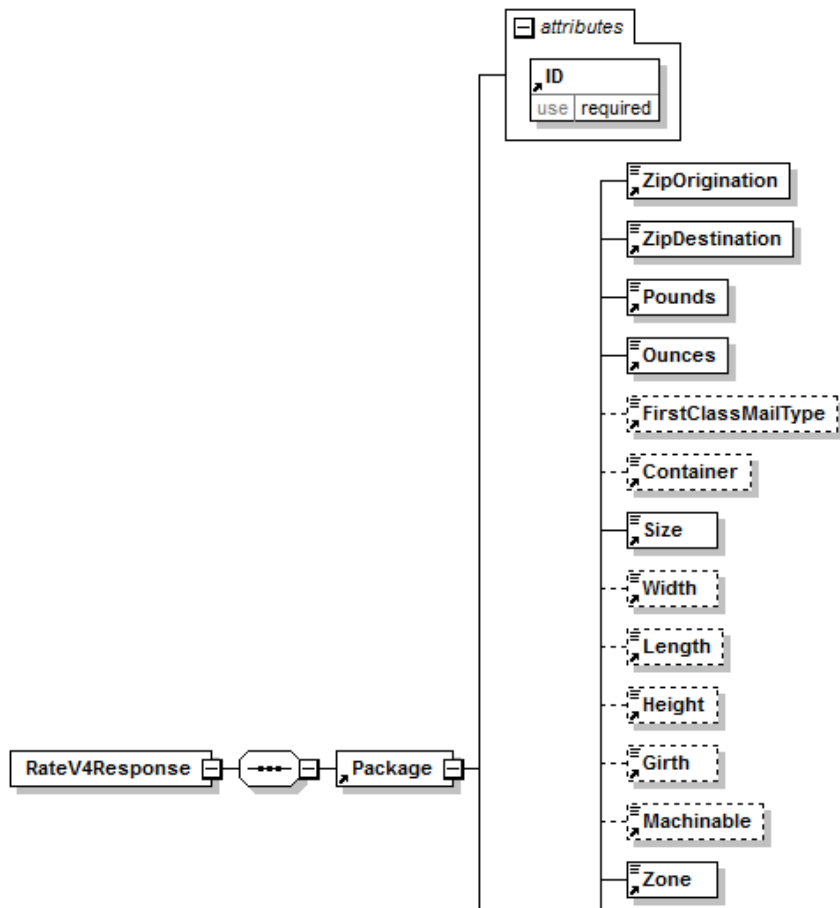 attributes
ID
use required
ZipOrigination
ZipDestination
Pounds
Ounces
FirstClassMailType
Container
Size
Width
Length
Height
RateV4Response
Package
Girth
Machinable
Zone